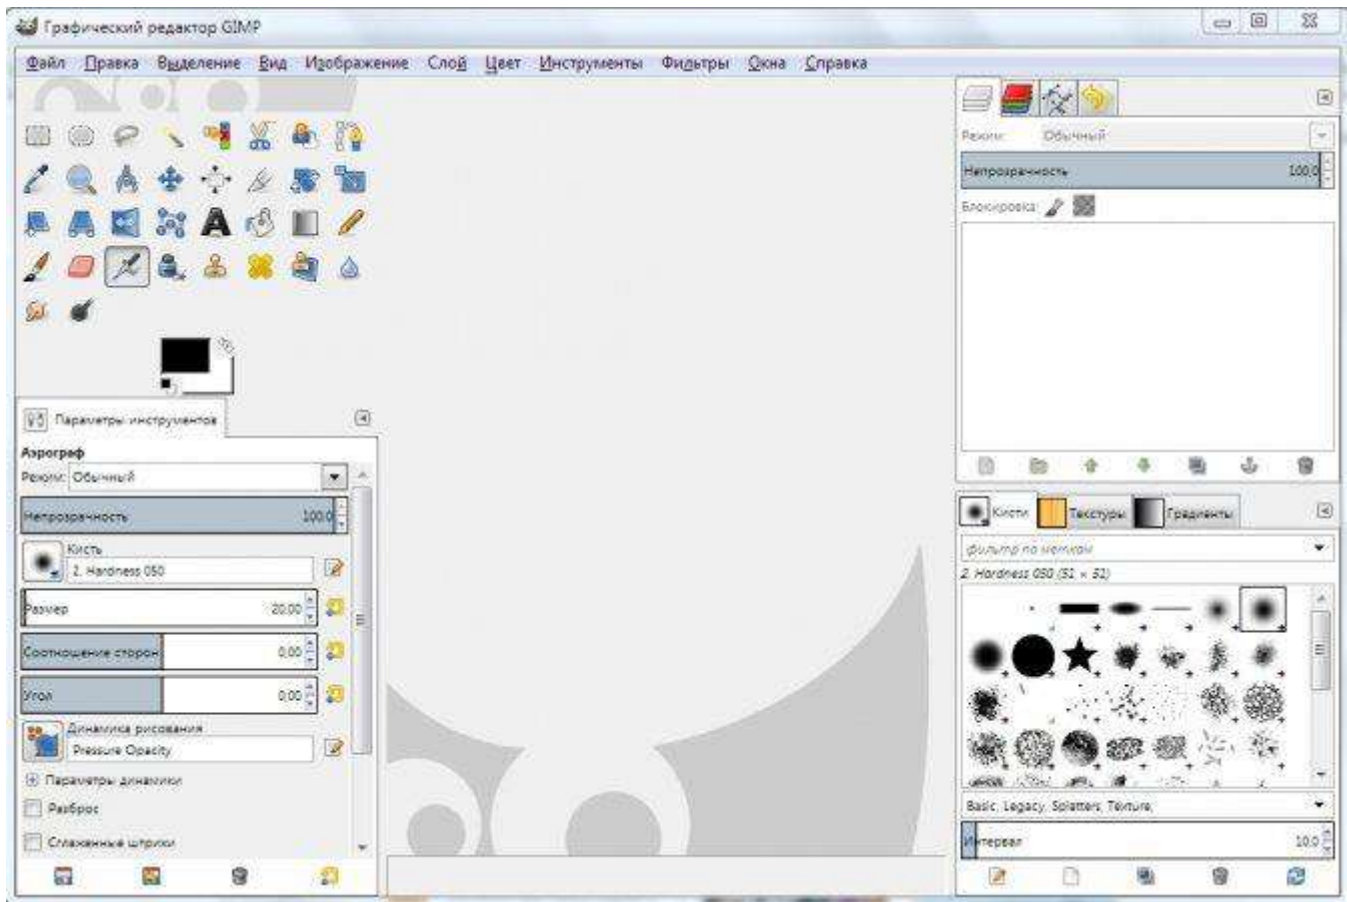 Графический редактор GIMP
Файл Правка Выделение Вид Изображение Слой Цвет Инструменты Фильтры Окна Справка
Режим: Обычный
Непрозрачность 100,0
Блокировка:
Параметры инструментов
Аэрограф
Режим: Обычный
Непрозрачность 100,0
Кисть
2. Hardness 050
Размер 20,00
Соотношение сторон 0,00
Угол 0,00
Динамика рисования
Pressure Opacity
Параметры динамики
Разброс
Сглаженные штрихи
Кисти Текстуры Градиенты
фильтр по меткам
2. Hardness 050 (51 × 51)
Basic, Legacy, Splatters, Texture,
Интервал 10,0